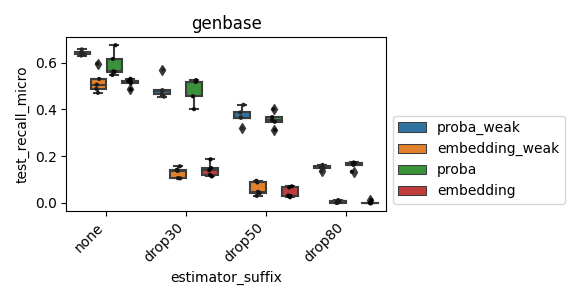 genbase
test_recall_micro
0.6
0.4
0.2
0.0
none
drop30
drop50
drop80
estimator_suffix
proba_weak
embedding_weak
proba
embedding